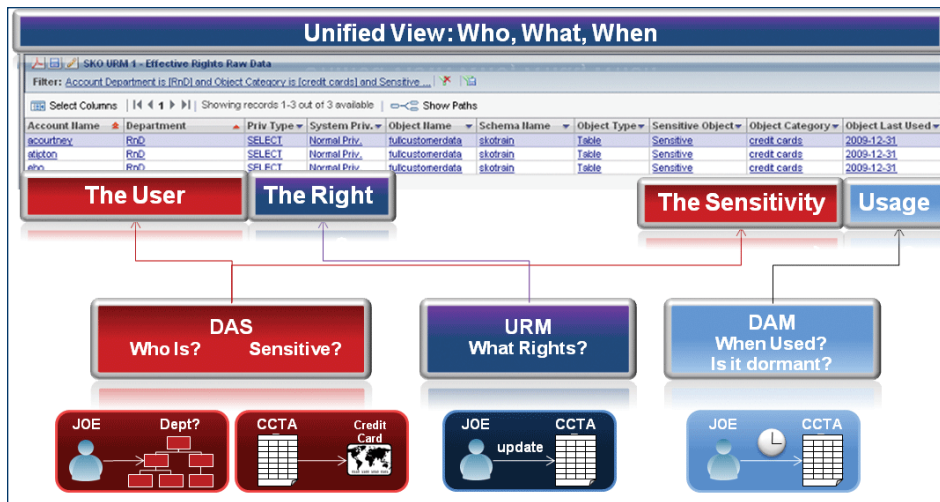 Unified View: Who, What, When
SKO URM 1 - Effective Rights Raw Data
Filter: Account Department is [RnD] and Object Category is [credit cards] and Sensitive ...
Select Columns 1 Showing records 1-3 out of 3 available Show Paths
Account Name Department Priv Type System Priv. Object Name Schema Name Object Type Sensitive Object Object Category Object Last Used
acourtney RnD SELECT Normal Priv. fullcustomerdata skotrain Table Sensitive credit cards 2009-12-31
atipton RnD SELECT Normal Priv. fullcustomerdata skotrain Table Sensitive credit cards 2009-12-31
RnD SELECT Normal Priv. fullcustomerdata skotrain Table Sensitive credit cards 2009-12-31
The User The Right The Sensitivity Usage
DAS URM DAM
Who Is? Sensitive? What Rights? When Used?
Is it dormant?
JOE Dept? CCTA Credit
Card
JOE update CCTA
JOE CCTA